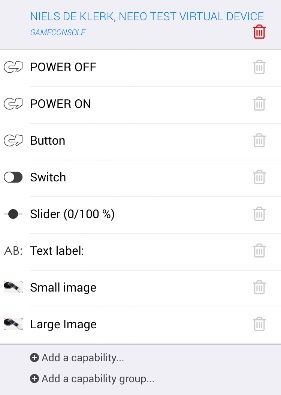 NIELS DE KLERK, NEEO TEST VIRTUAL DEVICE
GAMECONSOLE
POWER OFF
POWER ON
Button
Switch
Slider (0/100 %)
AB: Text label:
Small image
Large Image
Add a capability...
Add a capability group...